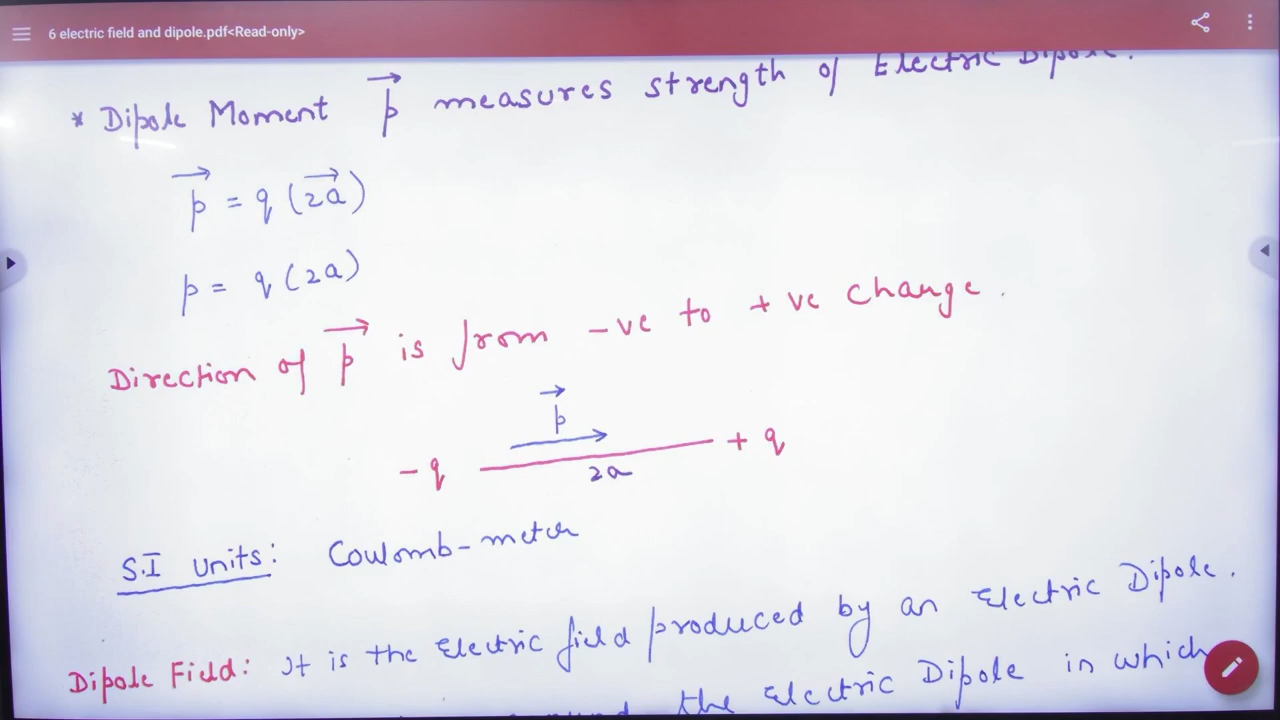 6 electric field and dipole.pdf<Read-only>
* Dipole Moment p⃗ measures strength of Electric Dipole.
p⃗ = q (2a⃗)
p = q (2a)
Direction of p⃗ is from -ve to +ve change.
p⃗
-q +q
2a
S.I units: Coulomb-meter
Dipole Field: It is the Electric field produced by an Electric Dipole.
the Electric Dipole in which